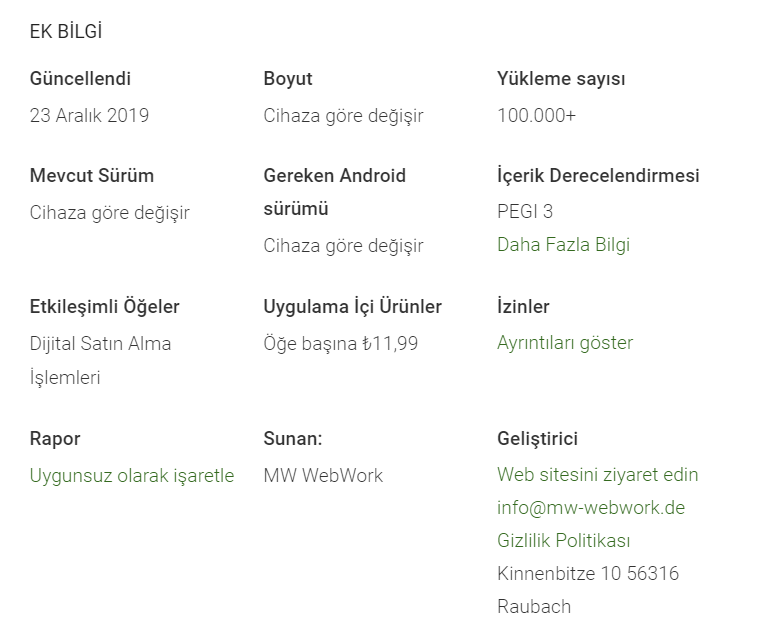 EK BİLGİ
Güncellendi
23 Aralık 2019
Boyut
Cihaza göre değişir
Yükleme sayısı
100.000+
Mevcut Sürüm
Cihaza göre değişir
Gereken Android
sürümü
Cihaza göre değişir
İçerik Derecelendirmesi
PEGI 3
Daha Fazla Bilgi
Etkileşimli Öğeler
Dijital Satın Alma
İşlemleri
Uygulama İçi Ürünler
Öğe başına ₺11,99
İzinler
Ayrıntıları göster
Rapor
Uygunsuz olarak işaretle
Sunan:
MW WebWork
Geliştirici
Web sitesini ziyaret edin
info@mw-webwork.de
Gizlilik Politikası
Kinnenbitze 10 56316
Raubach